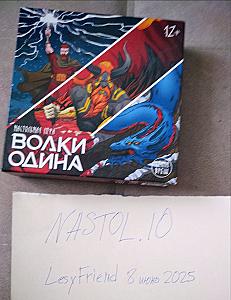 12+
НАСТОЛЬНАЯ ИГРА
ВОЛКИ
ОДИНА
NASTOL.IO
LesyFriend 8 июня 2025